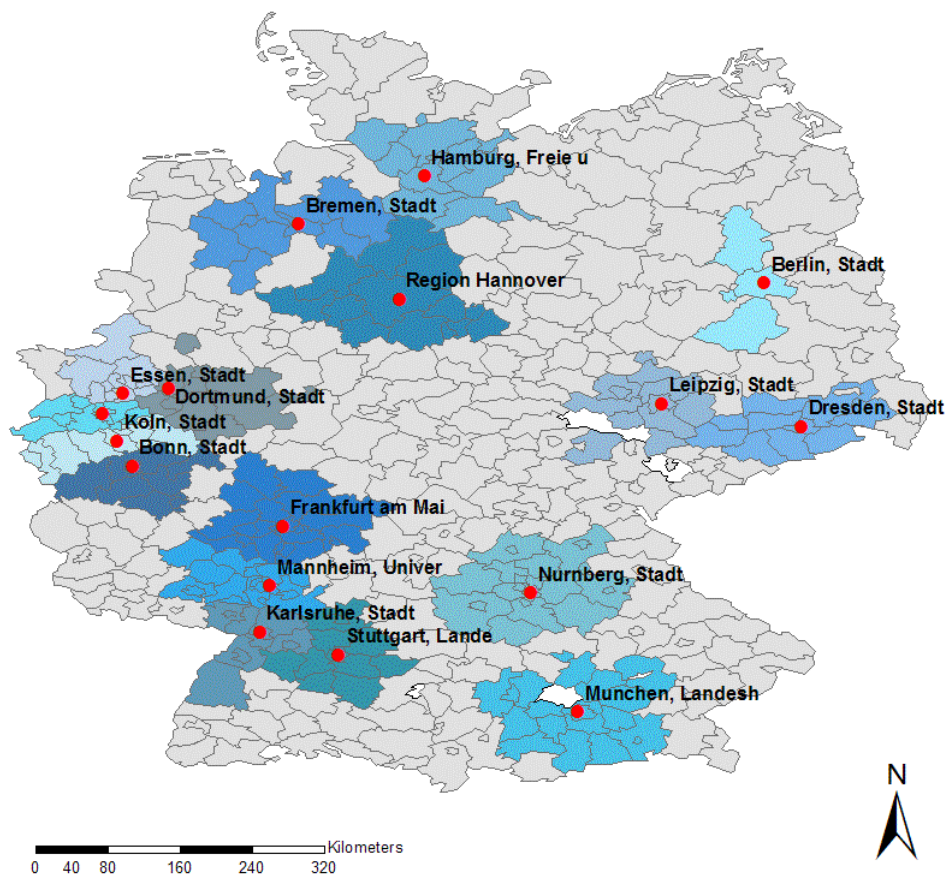 Hamburg, Freie u
Bremen, Stadt
Berlin, Stadt
Region Hannover
Essen, Stadt
Dortmund, Stadt
Leipzig, Stadt
Dresden, Stadt
Koln, Stadt
Bonn, Stadt
Frankfurt am Mai
Mannheim, Univer
Nurnberg, Stadt
Karlsruhe, Stadt
Stuttgart, Lande
Munchen, Landesh
N
Kilometers
0 40 80 160 240 320